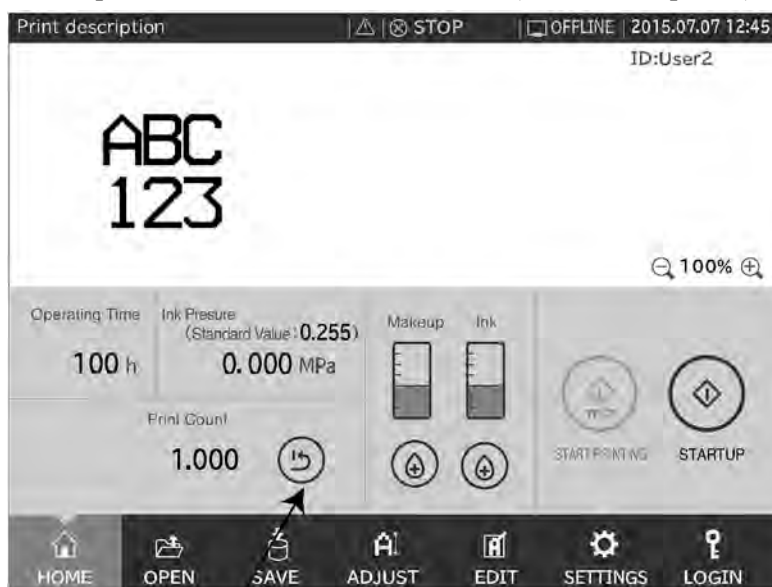 Print description STOP OFFLINE 2015.07.07 12:45
ID:User2
ABC
123
100%
Operating Time
100 h
Ink Presure
(Standard Value : 0.255)
0.000 MPa
Makeup Ink
Print Count
1.000
START PRINTING STARTUP
HOME OPEN SAVE ADJUST EDIT SETTINGS LOGIN